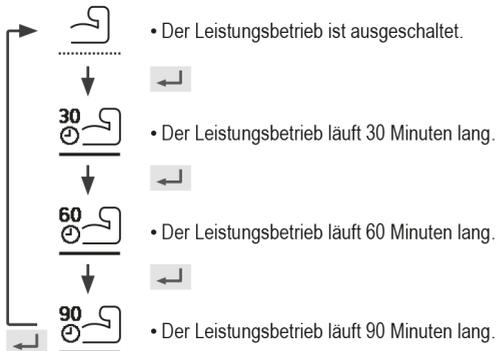 • Der Leistungsbetrieb ist ausgeschaltet.
30
• Der Leistungsbetrieb läuft 30 Minuten lang.
60
• Der Leistungsbetrieb läuft 60 Minuten lang.
90
• Der Leistungsbetrieb läuft 90 Minuten lang.